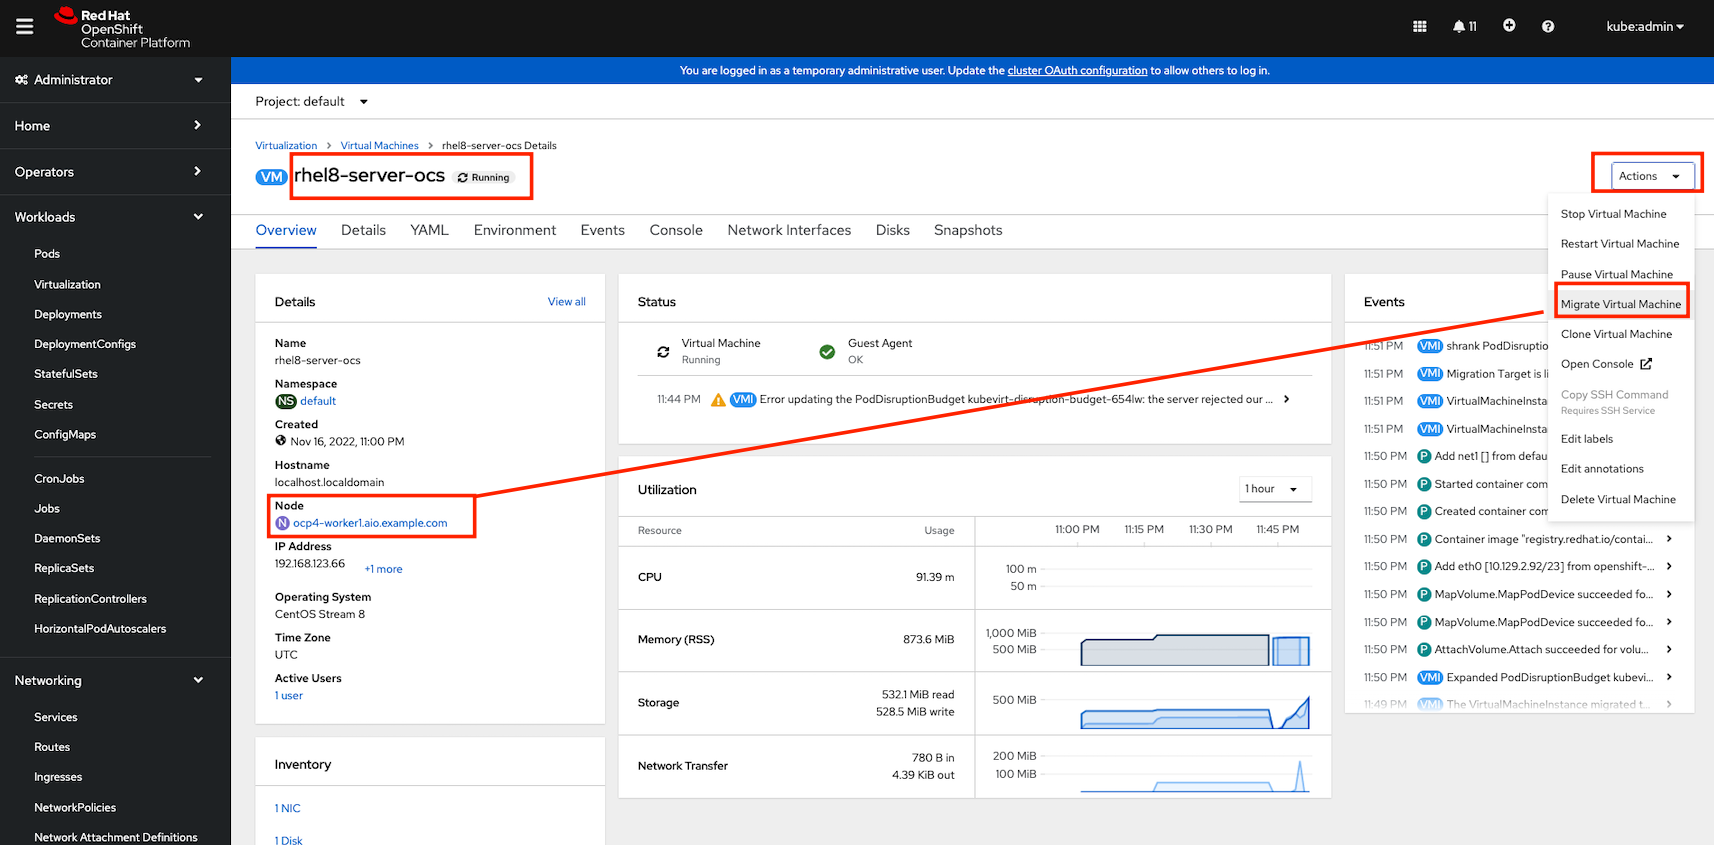 Red Hat
OpenShift
Container Platform
11
kube:admin
Administrator
Home
Operators
Workloads
Pods
Virtualization
Deployments
DeploymentConfigs
StatefulSets
Secrets
ConfigMaps
CronJobs
Jobs
DaemonSets
ReplicaSets
ReplicationControllers
HorizontalPodAutoscalers
Networking
Services
Routes
Ingresses
NetworkPolicies
Network Attachment Definitions
You are logged in as a temporary administrative user. Update the cluster OAuth configuration to allow others to log in.
Project: default
Virtualization > Virtual Machines > rhel8-server-ocs Details
VM rhel8-server-ocs Running
Actions
Stop Virtual Machine
Restart Virtual Machine
Pause Virtual Machine
Migrate Virtual Machine
Clone Virtual Machine
Open Console
Copy SSH Command
Requires SSH Service
Edit labels
Edit annotations
Delete Virtual Machine
Overview Details YAML Environment Events Console Network Interfaces Disks Snapshots
Details View all
Name
rhel8-server-ocs
Namespace
NS default
Created
Nov 16, 2022, 11:00 PM
Hostname
localhost.localdomain
Node
N ocp4-worker1.aio.example.com
IP Address
192.168.123.66 +1 more
Operating System
CentOS Stream 8
Time Zone
UTC
Active Users
1 user
Inventory
1 NIC
1 Disk
Status
Virtual Machine
Running
Guest Agent
OK
11:44 PM VMI Error updating the PodDisruptionBudget kubevirt-disruption-budget-654lw: the server rejected our ...
Utilization 1 hour
Resource Usage 11:00 PM 11:15 PM 11:30 PM 11:45 PM
CPU 91.39 m 100 m
50 m
Memory (RSS) 873.6 MiB 1,000 MiB
500 MiB
Storage 532.1 MiB read
528.5 MiB write
500 MiB
Network Transfer 780 B in
4.39 KiB out
200 MiB
100 MiB
Events
11:51 PM VMI shrank PodDisruptio
11:51 PM VMI Migration Target is li
11:51 PM VMI VirtualMachineInsta
11:51 PM VMI VirtualMachineInsta
11:50 PM P Add net1 [] from defau
11:50 PM P Started container com
11:50 PM P Created container com
11:50 PM P Container image "registry.redhat.io/contai...
11:50 PM P Add eth0 [10.129.2.92/23] from openshift-...
11:50 PM P MapVolume.MapPodDevice succeeded fo...
11:50 PM P MapVolume.MapPodDevice succeeded fo...
11:50 PM P AttachVolume.Attach succeeded for volu...
11:50 PM VMI Expanded PodDisruptionBudget kubevi...
11:49 PM VMI The VirtualMachineInstance migrated t...